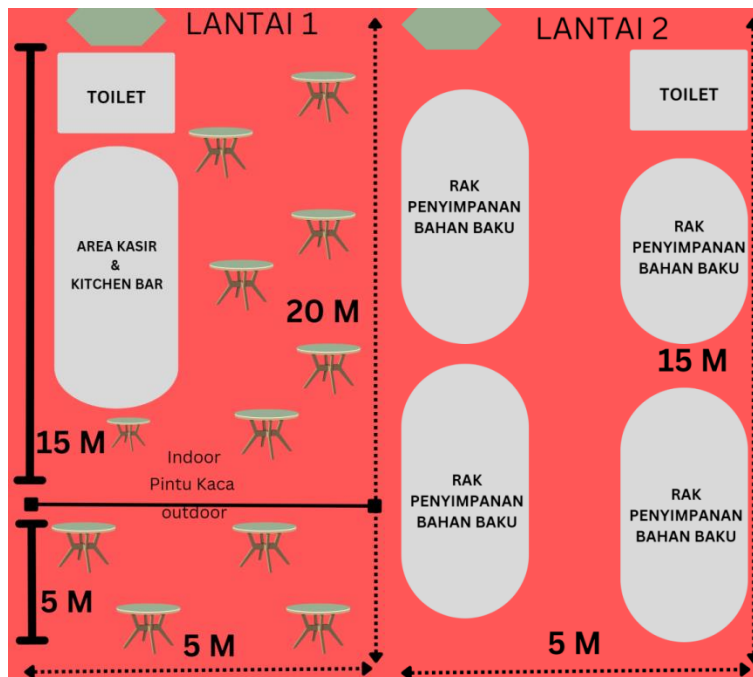 LANTAI 1
TOILET
AREA KASIR
&
KITCHEN BAR
20 M
15 M
Indoor
Pintu Kaca
outdoor
5 M
5 M
LANTAI 2
TOILET
RAK
PENYIMPANAN
BAHAN BAKU
RAK
PENYIMPANAN
BAHAN BAKU
15 M
RAK
PENYIMPANAN
BAHAN BAKU
RAK
PENYIMPANAN
BAHAN BAKU
5 M